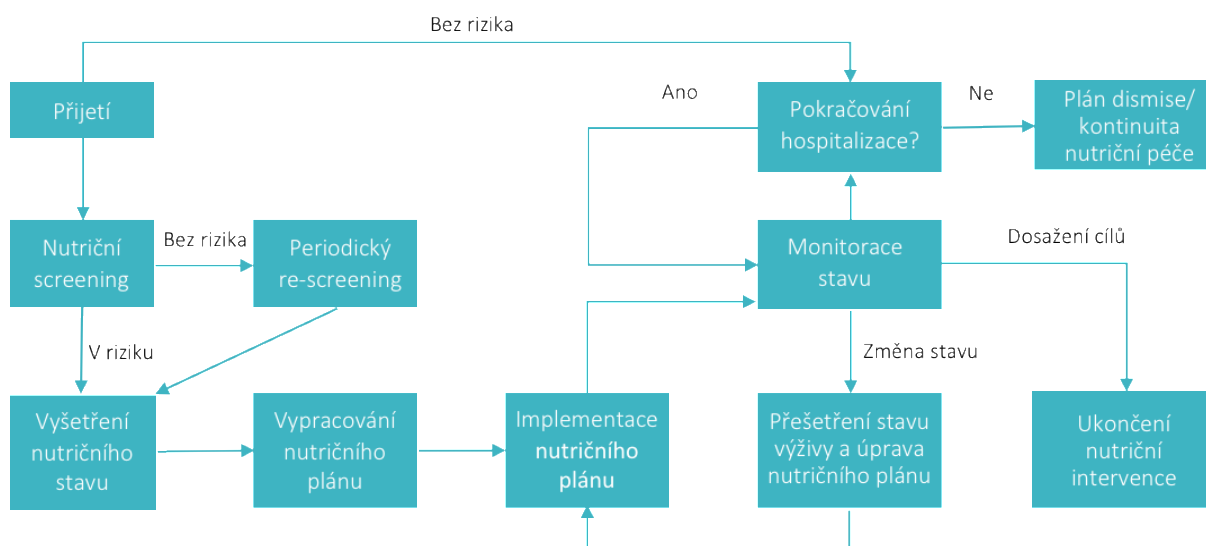 Bez rizika
Přijetí
Ano
Pokračování
hospitalizace?
Ne
Plán dismise/
kontinuita
nutriční péče
Nutriční
screening
Bez rizika
Periodický
re-screening
Monitorace
stavu
Dosažení cílů
V riziku
Změna stavu
Vyšetření
nutričního
stavu
Vypracování
nutričního
plánu
Implementace
nutričního
plánu
Přešetření stavu
výživy a úprava
nutričního plánu
Ukončení
nutriční
intervence